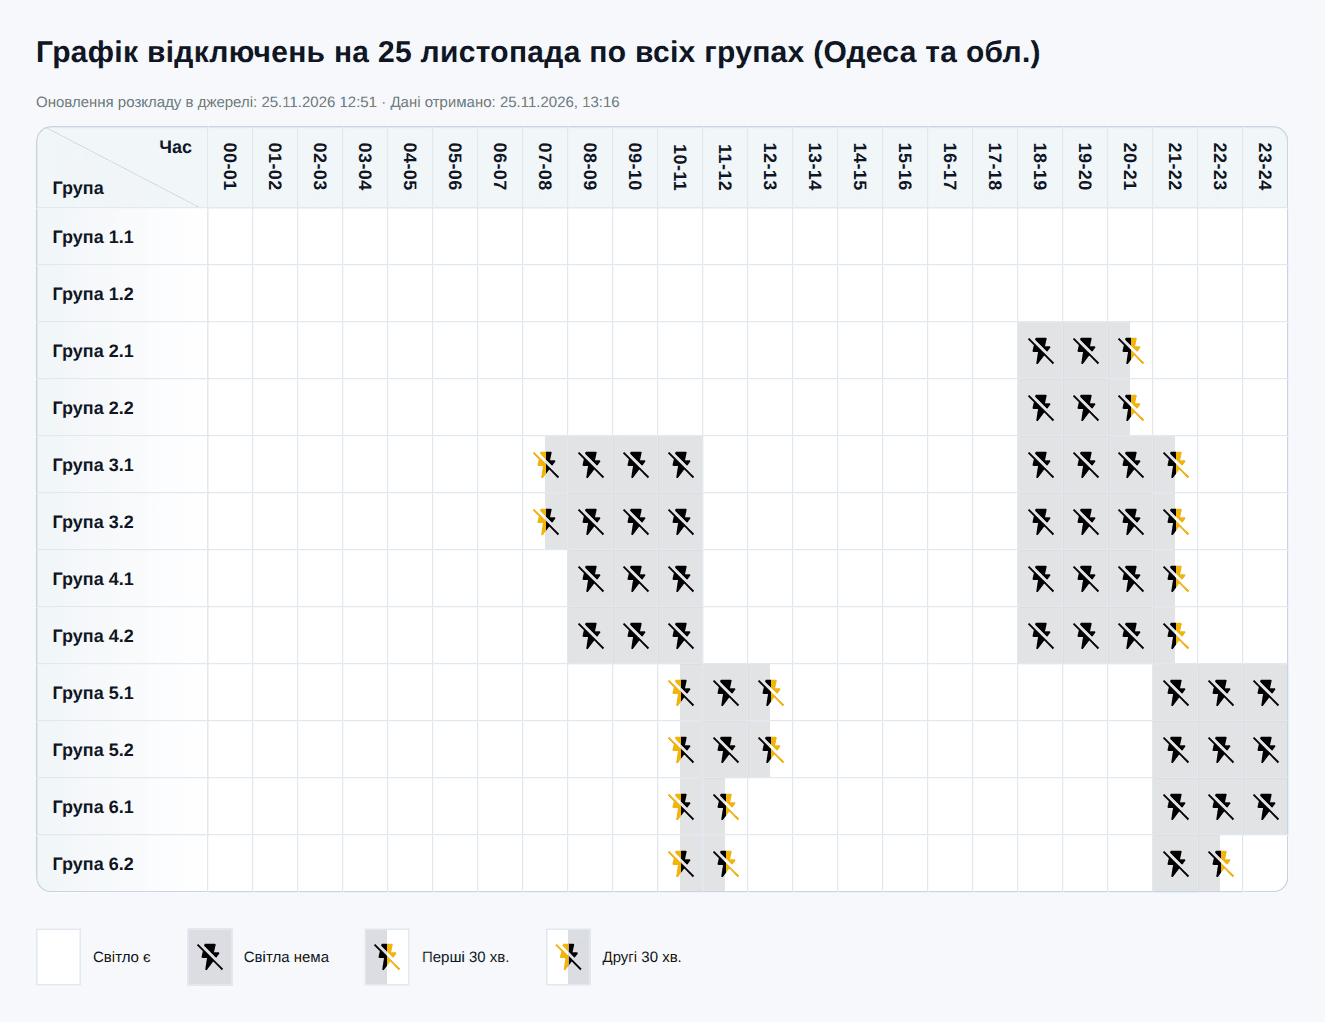 Графік відключень на 25 листопада по всіх групах (Одеса та обл.)
Оновлення розкладу в джерелі: 25.11.2026 12:51 · Дані отримано: 25.11.2026, 13:16
Час
Група
00-01 01-02 02-03 03-04 04-05 05-06 06-07 07-08 08-09 09-10 10-11 11-12 12-13 13-14 14-15 15-16 16-17 17-18 18-19 19-20 20-21 21-22 22-23 23-24
Група 1.1
Група 1.2
Група 2.1
Група 2.2
Група 3.1
Група 3.2
Група 4.1
Група 4.2
Група 5.1
Група 5.2
Група 6.1
Група 6.2
Світло є Світла нема Перші 30 хв. Другі 30 хв.